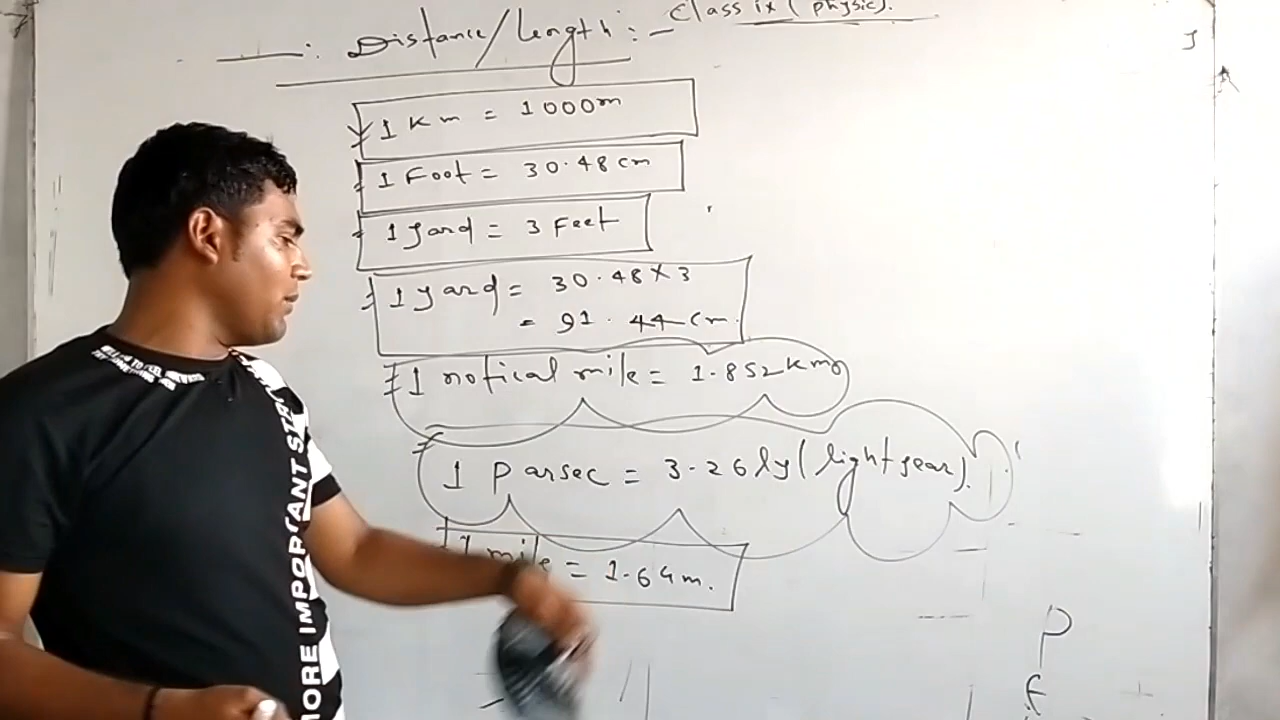 Class ix ( physic).
: Distance/length : -
1 Km = 1000m
1 Foot = 30.48 cm
1 yard = 3 Feet
1 yard = 30.48 X 3
= 91.44 cm.
1 notical mile = 1.852 km
1 Parsec = 3.26 ly ( light year).
1 mile = 1.64 m.
P
MORE IMPORTANT